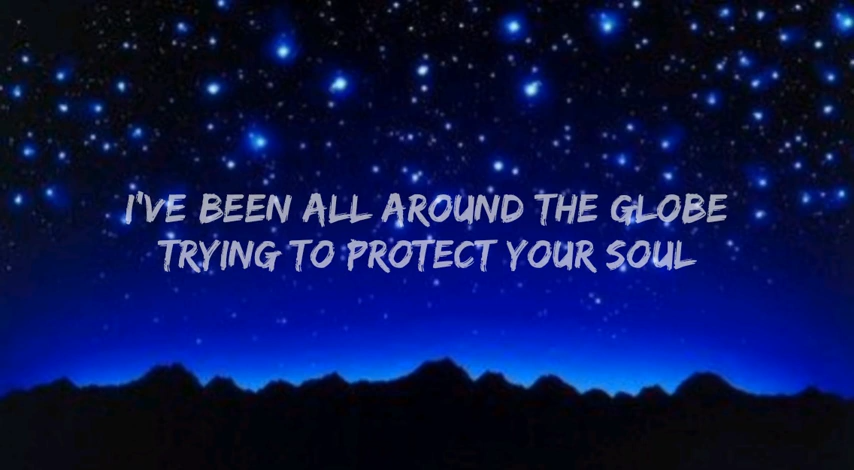 I'VE BEEN ALL AROUND THE GLOBE
TRYING TO PROTECT YOUR SOUL